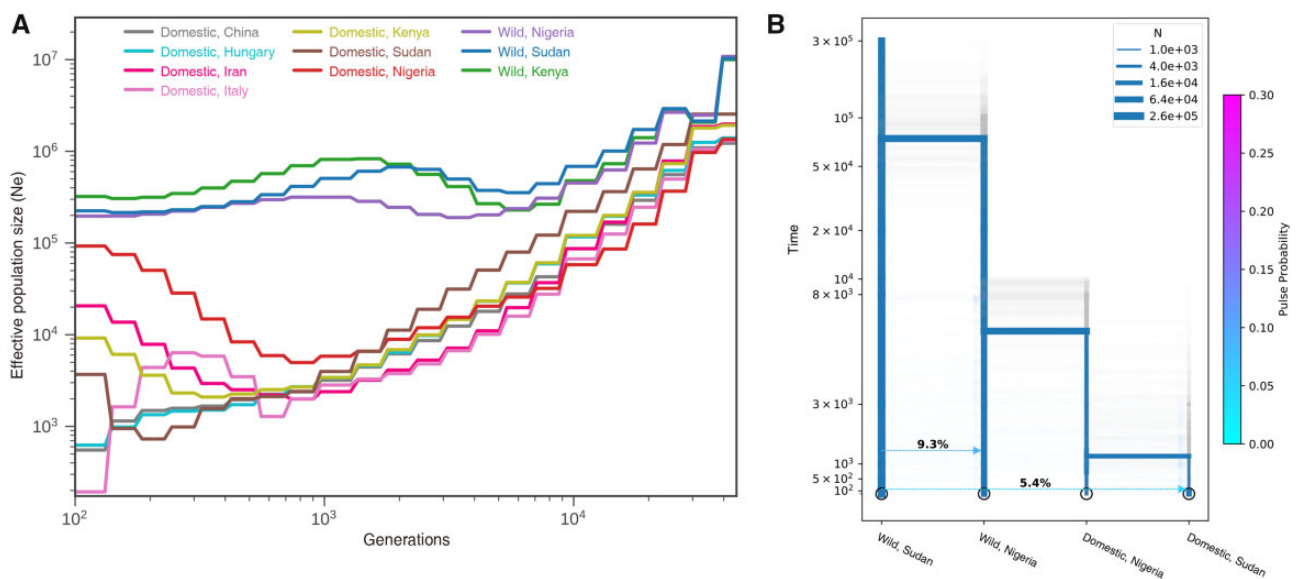 A
Domestic, China
Domestic, Hungary
Domestic, Iran
Domestic, Italy
Domestic, Kenya
Domestic, Sudan
Domestic, Nigeria
Wild, Nigeria
Wild, Sudan
Wild, Kenya
Effective population size (Ne)
10^7
10^6
10^5
10^4
10^3
10^2
10^3
10^4
Generations
B
N
1.0e+03
4.0e+03
1.6e+04
6.4e+04
2.6e+05
Time
3 × 10^5
10^5
5 × 10^4
2 × 10^4
10^4
8 × 10^3
3 × 10^3
10^3
5 × 10^2
10^2
9.3%
5.4%
Wild, Sudan
Wild, Nigeria
Domestic, Nigeria
Domestic, Sudan
0.30
0.25
0.20
0.15
0.10
0.05
0.00
Pulse Probability